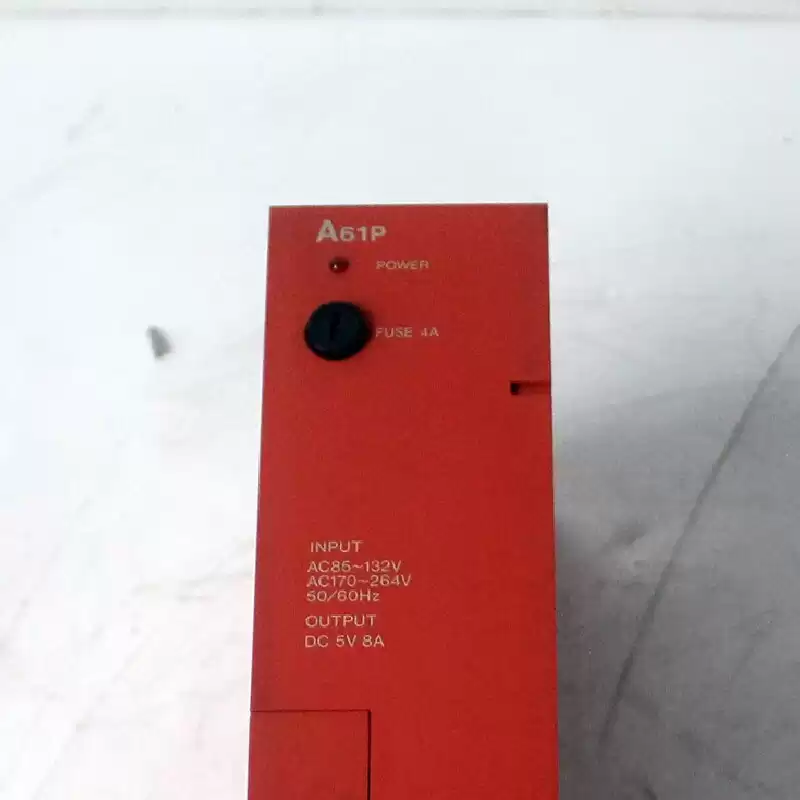 A61P
POWER
FUSE 4A
INPUT
AC85~132V
AC170~264V
50/60Hz
OUTPUT
DC 5V 8A